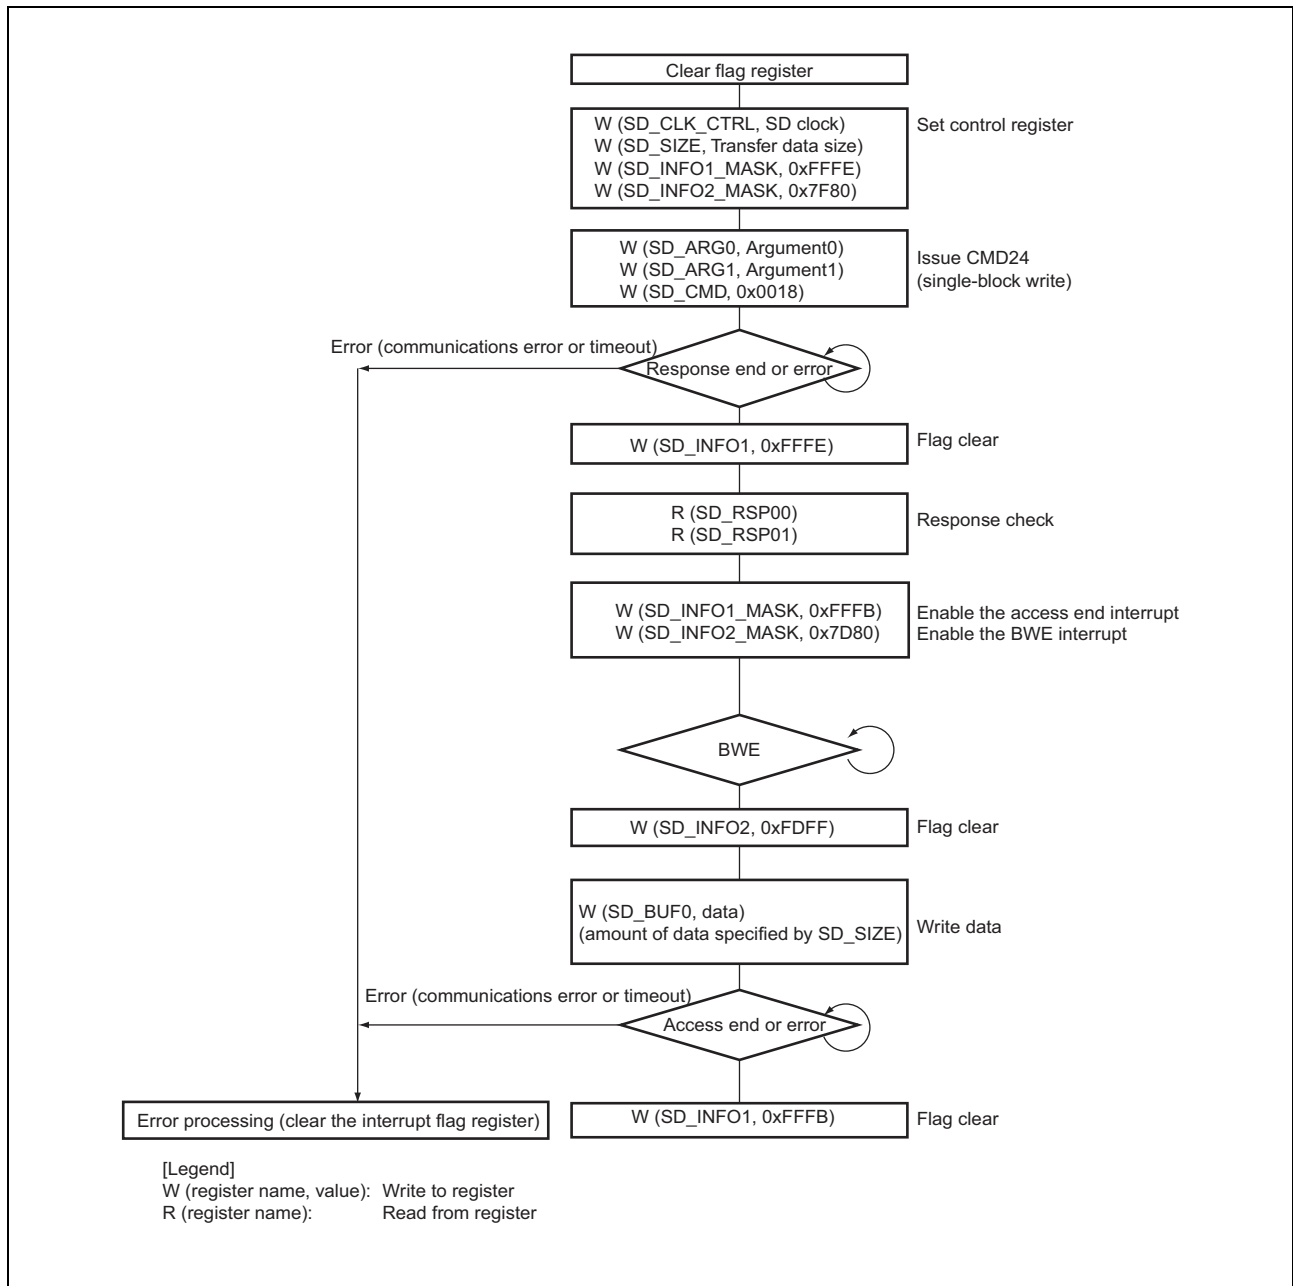 Clear flag register
W (SD_CLK_CTRL, SD clock)
W (SD_SIZE, Transfer data size)
W (SD_INFO1_MASK, 0xFFFE)
W (SD_INFO2_MASK, 0x7F80)
Set control register
W (SD_ARG0, Argument0)
W (SD_ARG1, Argument1)
W (SD_CMD, 0x0018)
Issue CMD24
(single-block write)
Error (communications error or timeout)
Response end or error
W (SD_INFO1, 0xFFFE)
Flag clear
R (SD_RSP00)
R (SD_RSP01)
Response check
W (SD_INFO1_MASK, 0xFFFB)
W (SD_INFO2_MASK, 0x7D80)
Enable the access end interrupt
Enable the BWE interrupt
BWE
W (SD_INFO2, 0xFDFF)
Flag clear
W (SD_BUF0, data)
(amount of data specified by SD_SIZE)
Write data
Error (communications error or timeout)
Access end or error
Error processing (clear the interrupt flag register)
W (SD_INFO1, 0xFFFB)
Flag clear
[Legend]
W (register name, value): Write to register
R (register name): Read from register